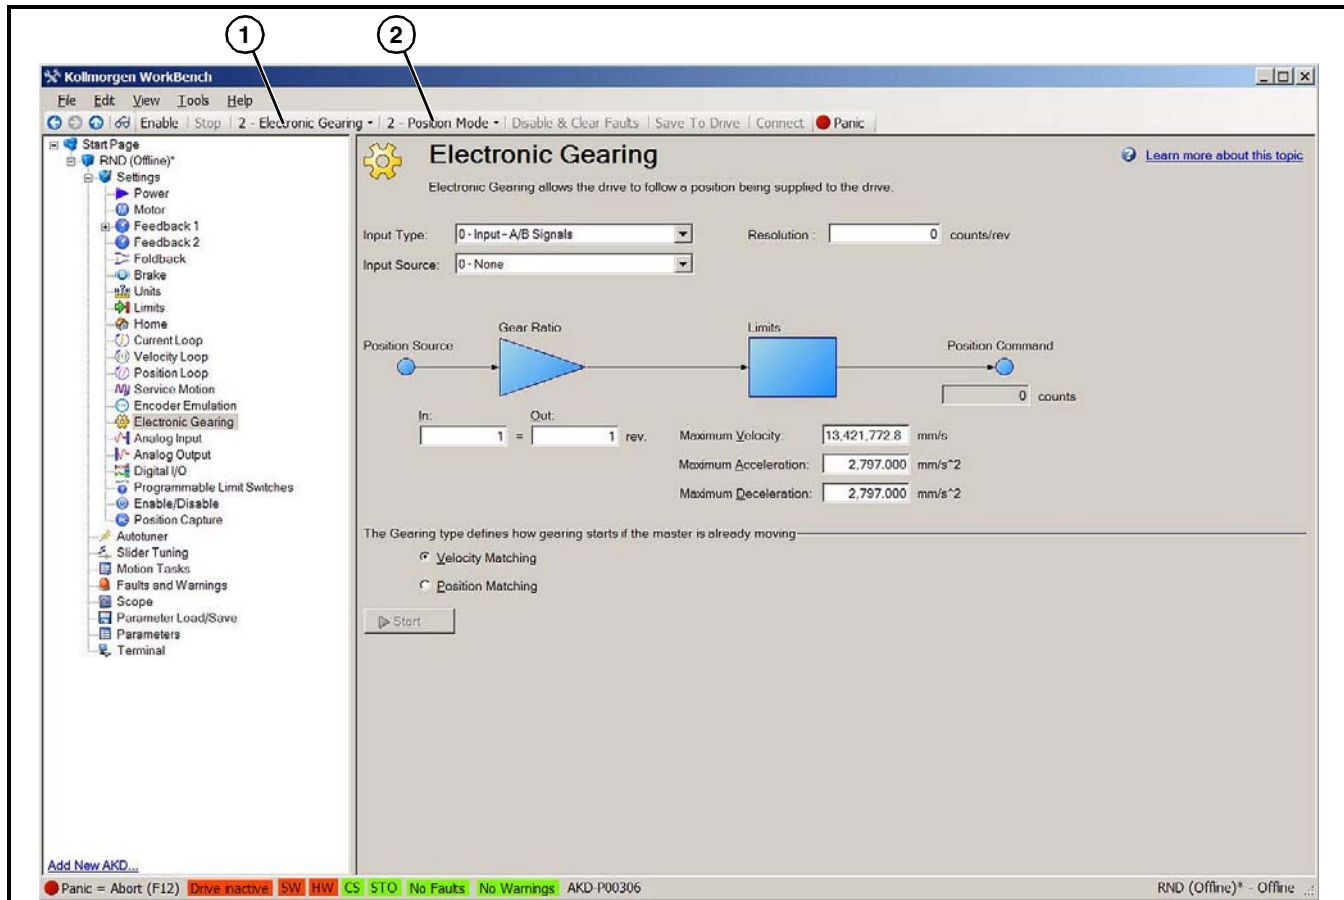 1
2
Kollmorgen WorkBench
File Edit View Tools Help
Enable Stop 2 - Electronic Gearing 2 - Position Mode Disable & Clear Faults Save To Drive Connect Panic
Start Page
RND (Offline)*
Settings
Power
Motor
Feedback 1
Feedback 2
Foldback
Brake
Units
Limits
Home
Current Loop
Velocity Loop
Position Loop
Service Motion
Encoder Emulation
Electronic Gearing
Analog Input
Analog Output
Digital I/O
Programmable Limit Switches
Enable/Disable
Position Capture
Autotuner
Slider Tuning
Motion Tasks
Faults and Warnings
Scope
Parameter Load/Save
Parameters
Terminal
Add New AKD...
Electronic Gearing
Learn more about this topic
Electronic Gearing allows the drive to follow a position being supplied to the drive.
Input Type: 0 - Input - A/B Signals Resolution : 0 counts/rev
Input Source: 0 - None
Gear Ratio Limits
Position Source Position Command
0 counts
In: Out:
1 = 1 rev.
Maximum Velocity: 13,421,772.8 mm/s
Maximum Acceleration: 2,797.000 mm/s^2
Maximum Deceleration: 2,797.000 mm/s^2
The Gearing type defines how gearing starts if the master is already moving
Velocity Matching
Position Matching
Start
Panic = Abort (F12) Drive inactive SW HW CS STO No Faults No Warnings AKD-P00306 RND (Offline)* - Offline